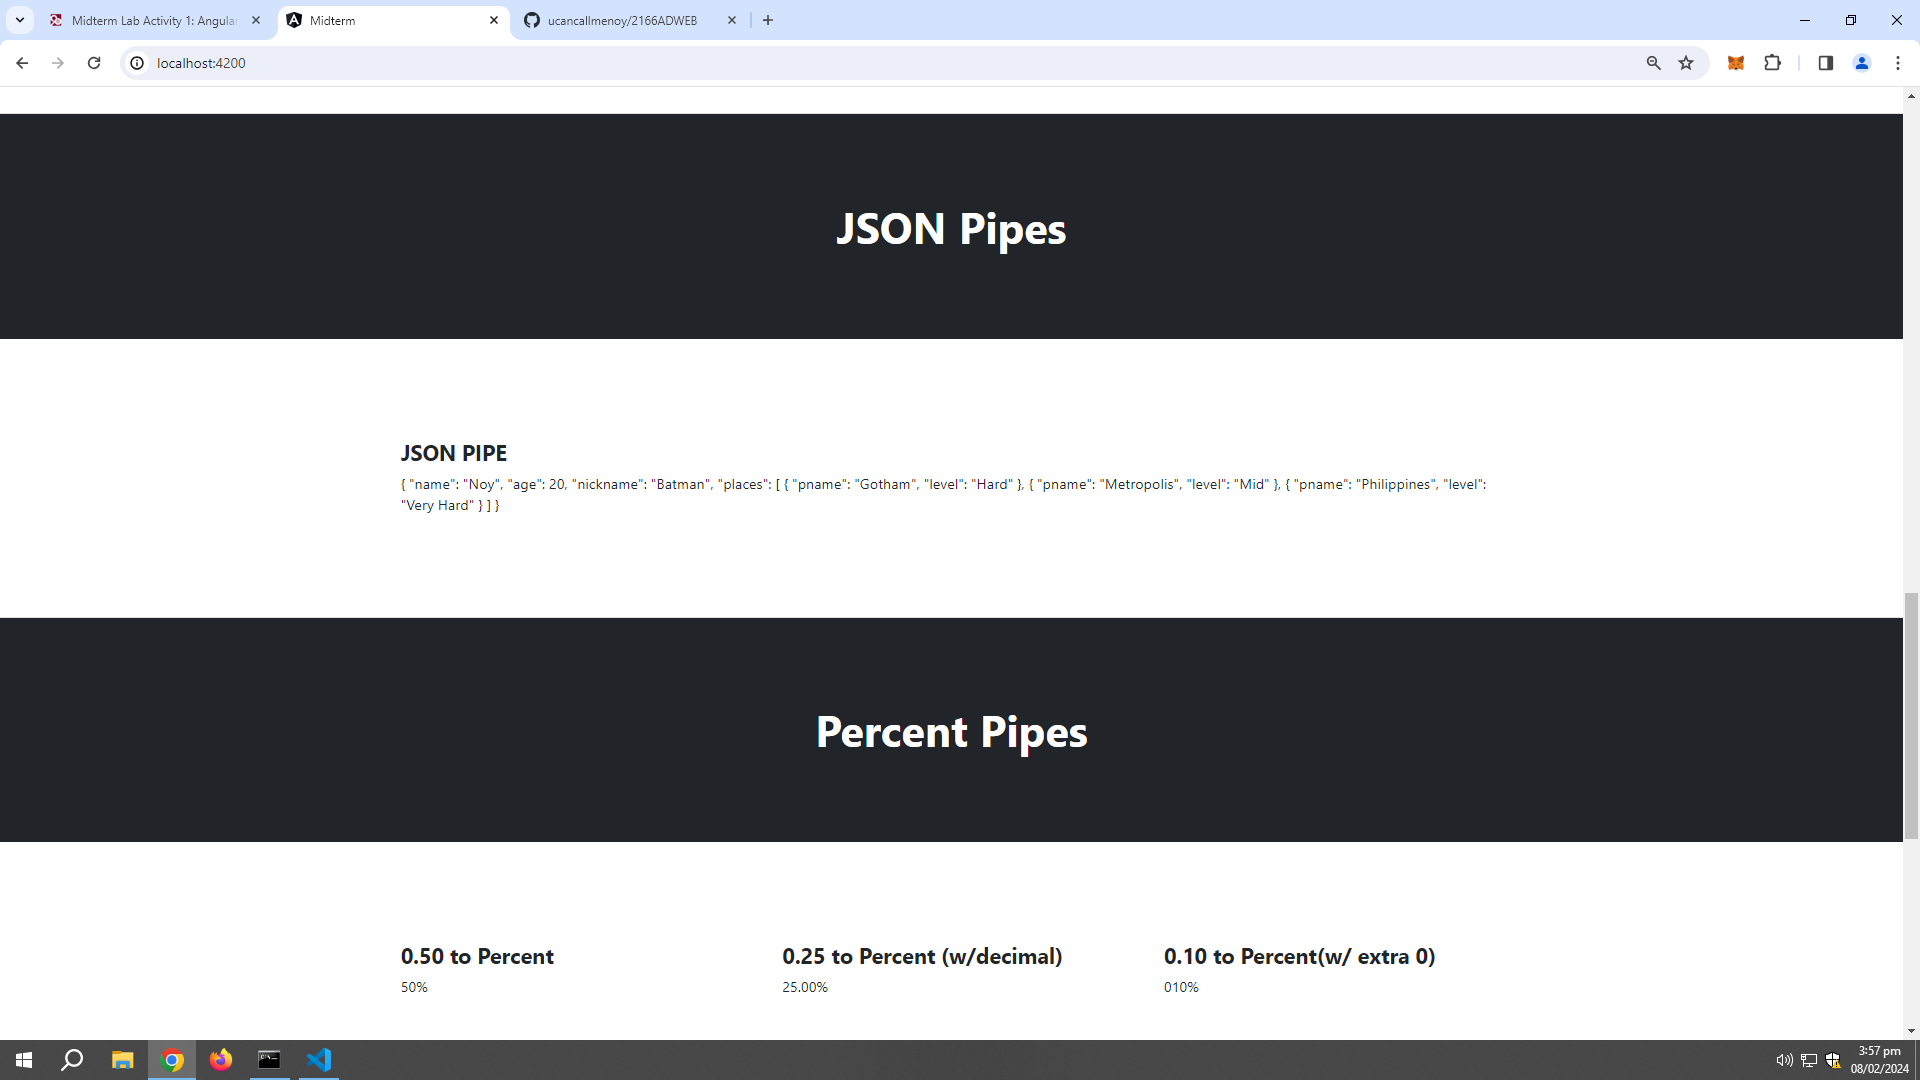 Midterm Lab Activity 1: Angular
Midterm
ucancallmenoy/2166ADWEB
localhost:4200
JSON Pipes
JSON PIPE
{ "name": "Noy", "age": 20, "nickname": "Batman", "places": [ { "pname": "Gotham", "level": "Hard" }, { "pname": "Metropolis", "level": "Mid" }, { "pname": "Philippines", "level":
"Very Hard" } ] }
Percent Pipes
0.50 to Percent
50%
0.25 to Percent (w/decimal)
25.00%
0.10 to Percent(w/ extra 0)
010%
3:57 pm
08/02/2024